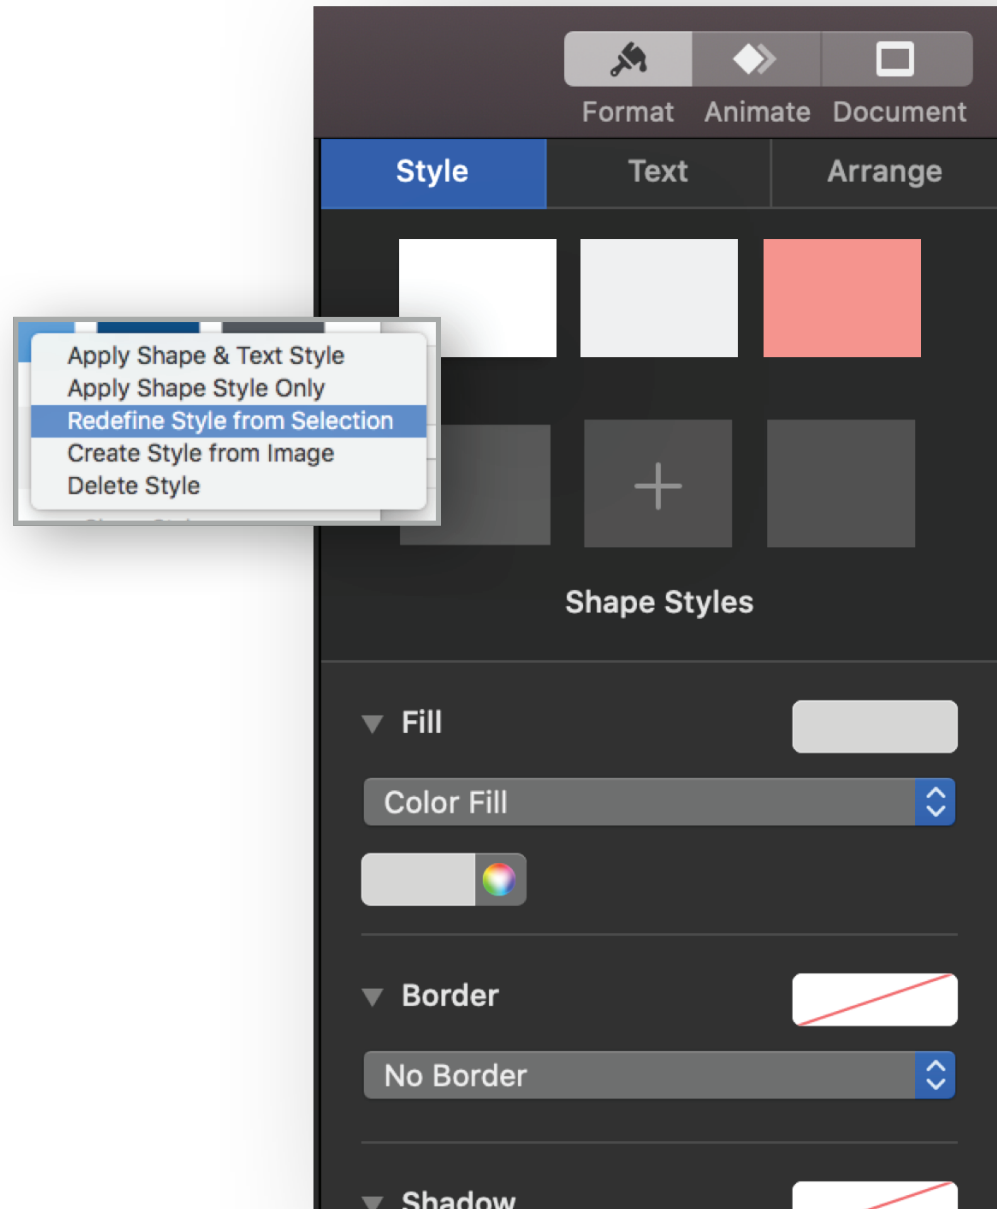 Format Animate Document
Style Text Arrange
Apply Shape & Text Style
Apply Shape Style Only
Redefine Style from Selection
Create Style from Image
Delete Style
Shape Styles
Fill
Color Fill
Border
No Border
Shadow